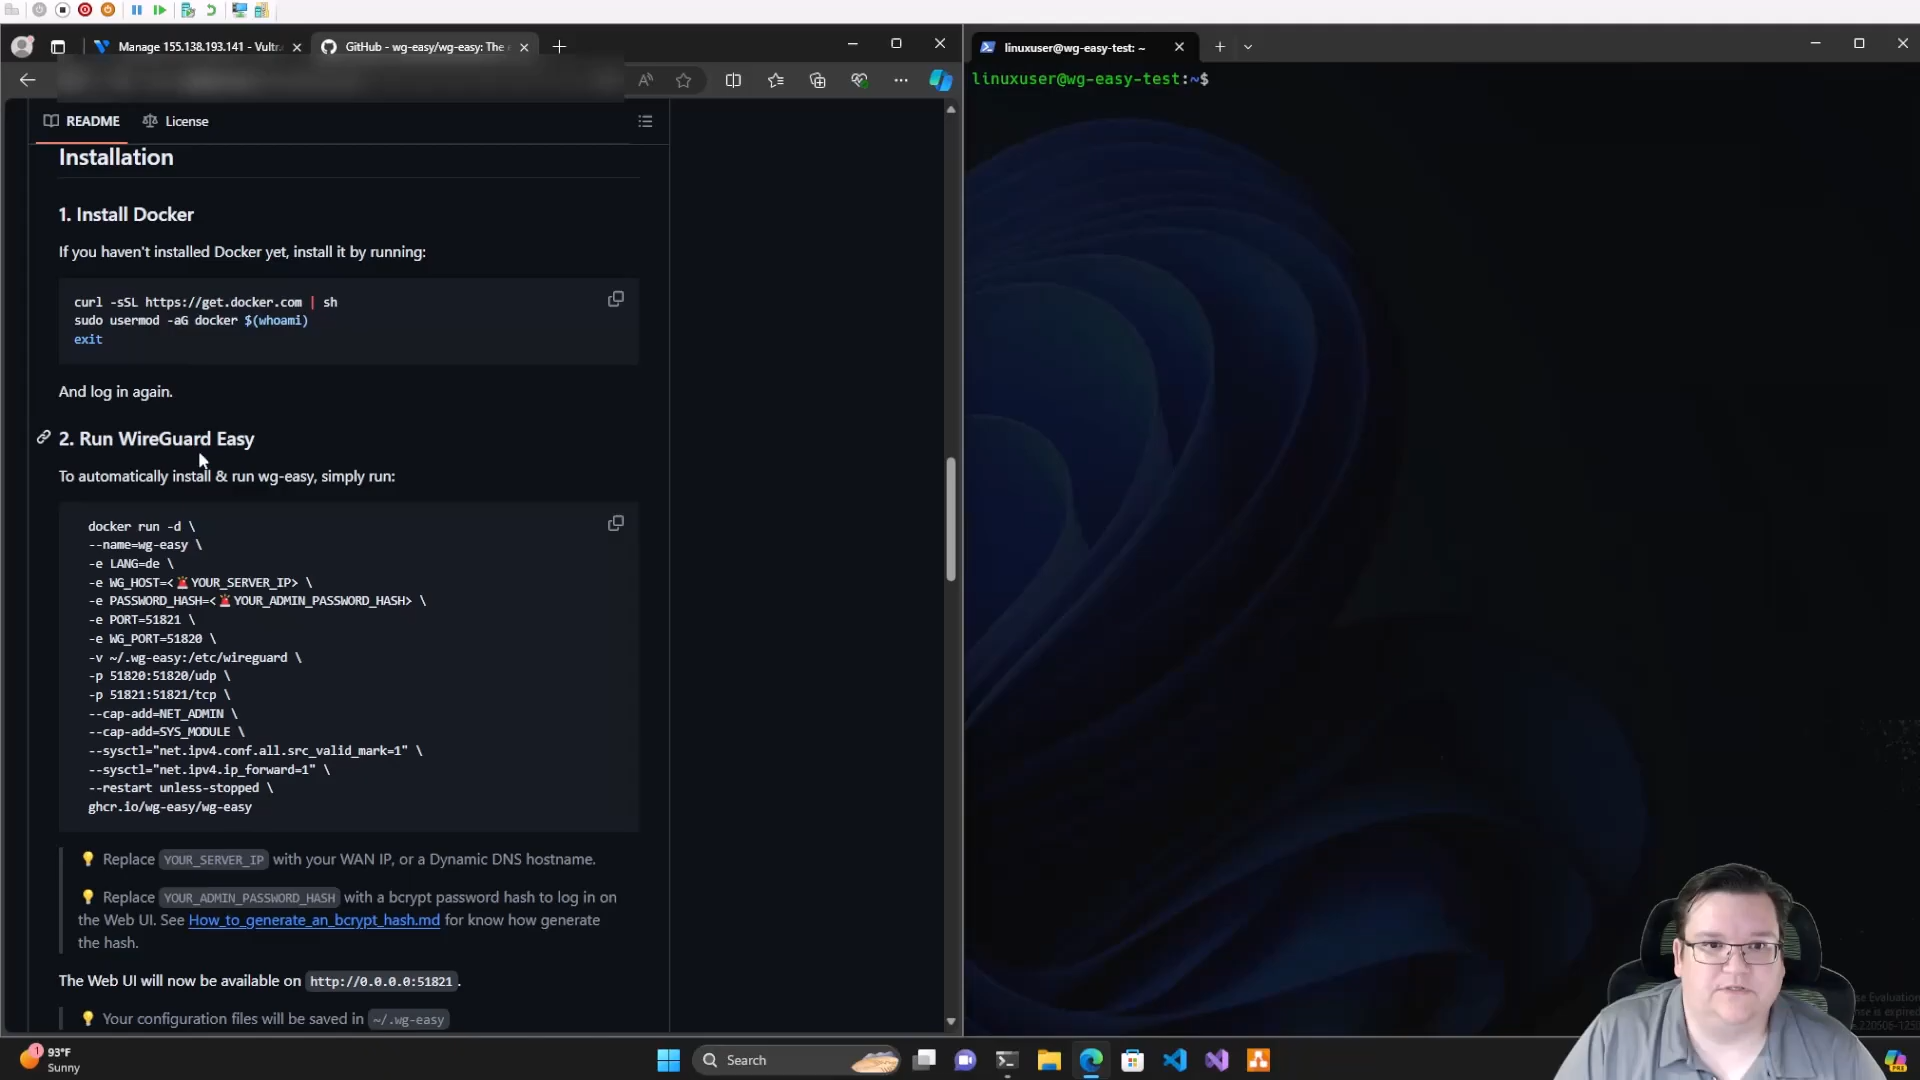 Manage 155.138.193.141 - Vultr.
GitHub - wg-easy/wg-easy: The
linuxuser@wg-easy-test: ~
linuxuser@wg-easy-test:~$
README
License
Installation
1. Install Docker
If you haven't installed Docker yet, install it by running:
curl -sSL https://get.docker.com | sh
sudo usermod -aG docker $(whoami)
exit
And log in again.
2. Run WireGuard Easy
To automatically install & run wg-easy, simply run:
docker run -d \
--name=wg-easy \
-e LANG=de \
-e WG_HOST=<🚨YOUR_SERVER_IP> \
-e PASSWORD_HASH=<🚨YOUR_ADMIN_PASSWORD_HASH> \
-e PORT=51821 \
-e WG_PORT=51820 \
-v ~/.wg-easy:/etc/wireguard \
-p 51820:51820/udp \
-p 51821:51821/tcp \
--cap-add=NET_ADMIN \
--cap-add=SYS_MODULE \
--sysctl="net.ipv4.conf.all.src_valid_mark=1" \
--sysctl="net.ipv4.ip_forward=1" \
--restart unless-stopped \
ghcr.io/wg-easy/wg-easy
💡 Replace YOUR_SERVER_IP with your WAN IP, or a Dynamic DNS hostname.
💡 Replace YOUR_ADMIN_PASSWORD_HASH with a bcrypt password hash to log in on
the Web UI. See How_to_generate_an_bcrypt_hash.md for know how generate
the hash.
The Web UI will now be available on http://0.0.0.0:51821.
💡 Your configuration files will be saved in ~/.wg-easy
1
93°F
Sunny
Search
PRE